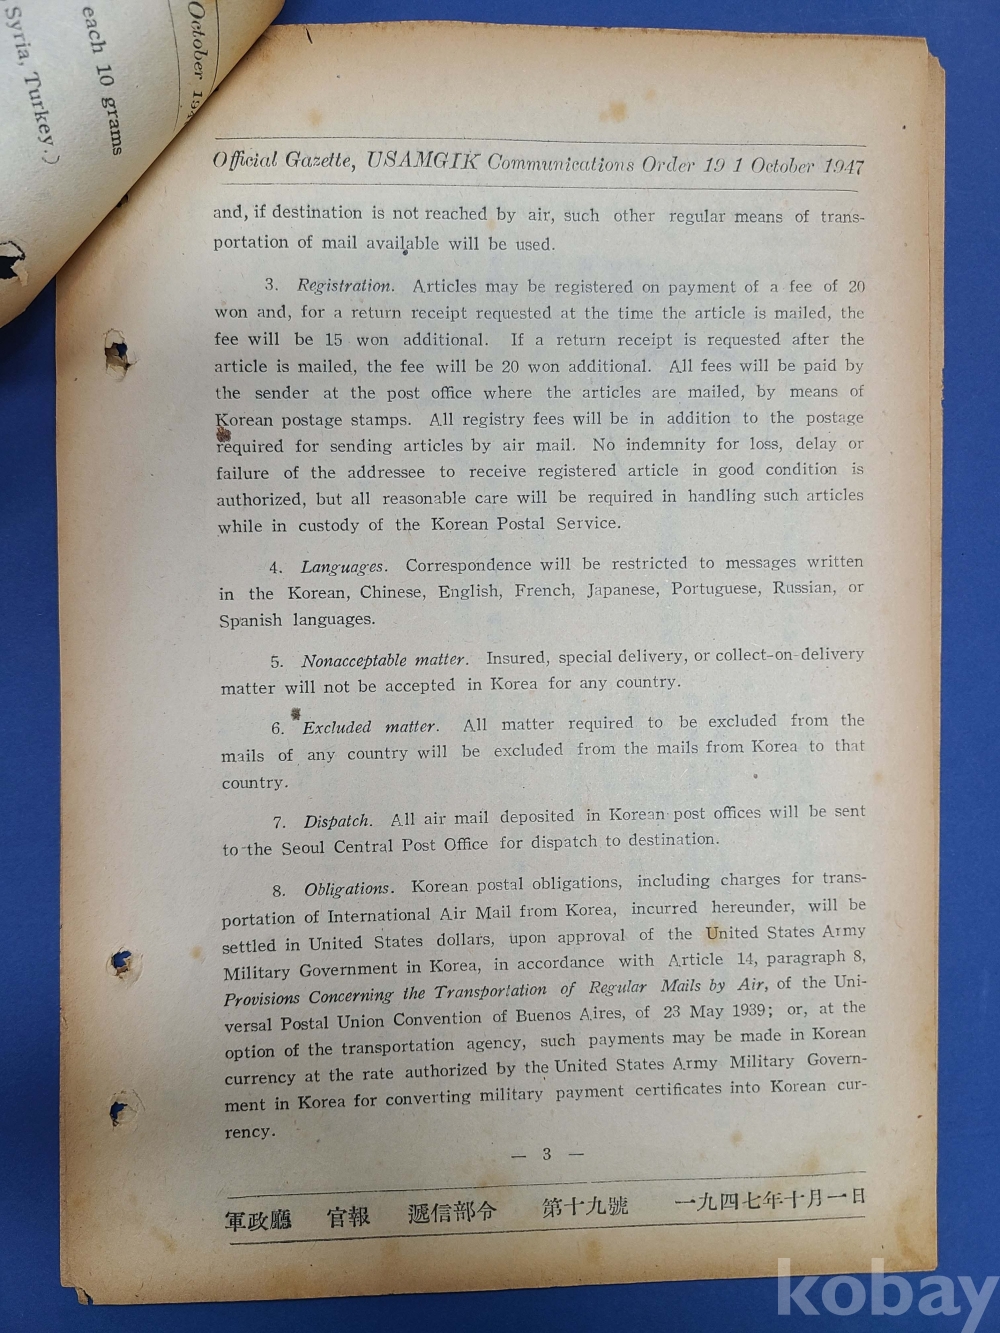 October 19
each 10 grams
Syria, Turkey.)
Official Gazette, USAMGIK Communications Order 19 1 October 1947
and, if destination is not reached by air, such other regular means of trans-
portation of mail available will be used.
3. Registration. Articles may be registered on payment of a fee of 20
won and, for a return receipt requested at the time the article is mailed, the
fee will be 15 won additional. If a return receipt is requested after the
article is mailed, the fee will be 20 won additional. All fees will be paid by
the sender at the post office where the articles are mailed, by means of
Korean postage stamps. All registry fees will be in addition to the postage
required for sending articles by air mail. No indemnity for loss, delay or
failure of the addressee to receive registered article in good condition is
authorized, but all reasonable care will be required in handling such articles
while in custody of the Korean Postal Service.
4. Languages. Correspondence will be restricted to messages written
in the Korean, Chinese, English, French, Japanese, Portuguese, Russian, or
Spanish languages.
5. Nonacceptable matter. Insured, special delivery, or collect-on-delivery
matter will not be accepted in Korea for any country.
6. Excluded matter. All matter required to be excluded from the
mails of any country will be excluded from the mails from Korea to that
country.
7. Dispatch. All air mail deposited in Korean post offices will be sent
to the Seoul Central Post Office for dispatch to destination.
8. Obligations. Korean postal obligations, including charges for trans-
portation of International Air Mail from Korea, incurred hereunder, will be
settled in United States dollars, upon approval of the United States Army
Military Government in Korea, in accordance with Article 14, paragraph 8,
Provisions Concerning the Transportation of Regular Mails by Air, of the Uni-
versal Postal Union Convention of Buenos Aires, of 23 May 1939; or, at the
option of the transportation agency, such payments may be made in Korean
currency at the rate authorized by the United States Army Military Govern-
ment in Korea for converting military payment certificates into Korean cur-
rency.
— 3 —
軍政廳 官報 遞信部令 第十九號 一九四七年十月一日
kobay